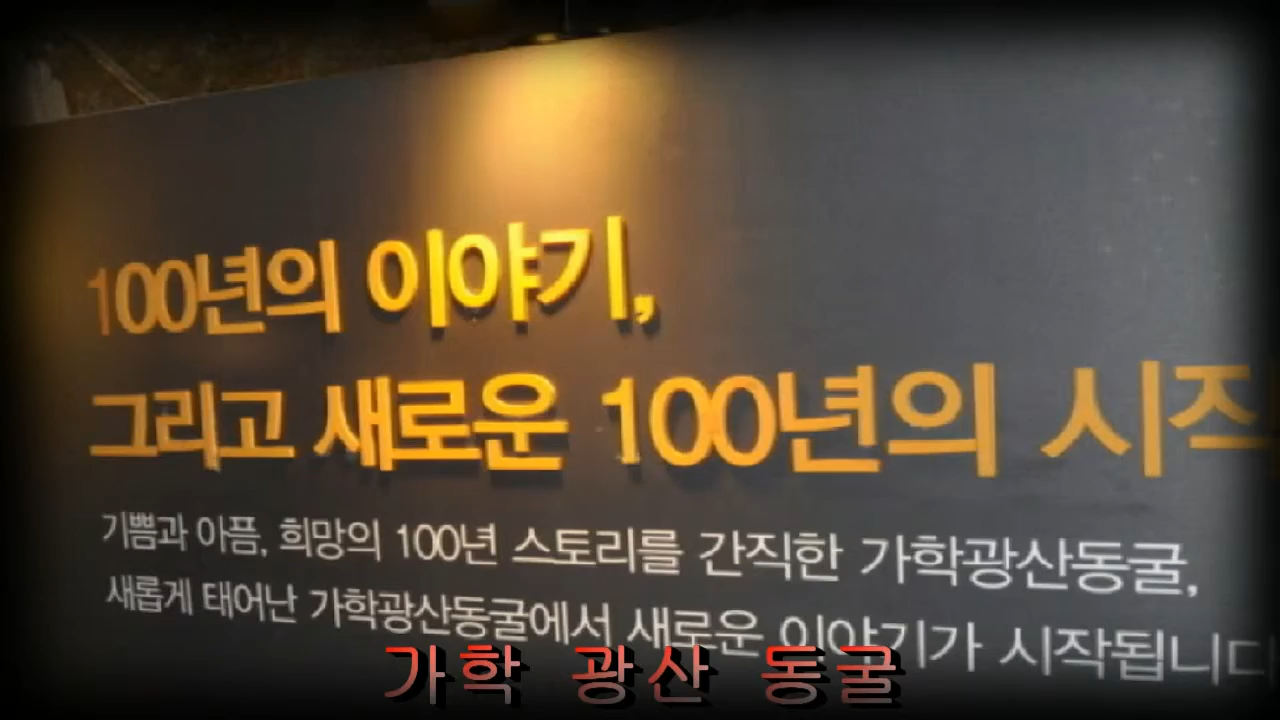 100년의 이야기,
그리고 새로운 100년의 시작
기쁨과 아픔, 희망의 100년 스토리를 간직한 가학광산동굴,
새롭게 태어난 가학광산동굴에서 새로운 이야기가 시작됩니다
가학 광산 동굴